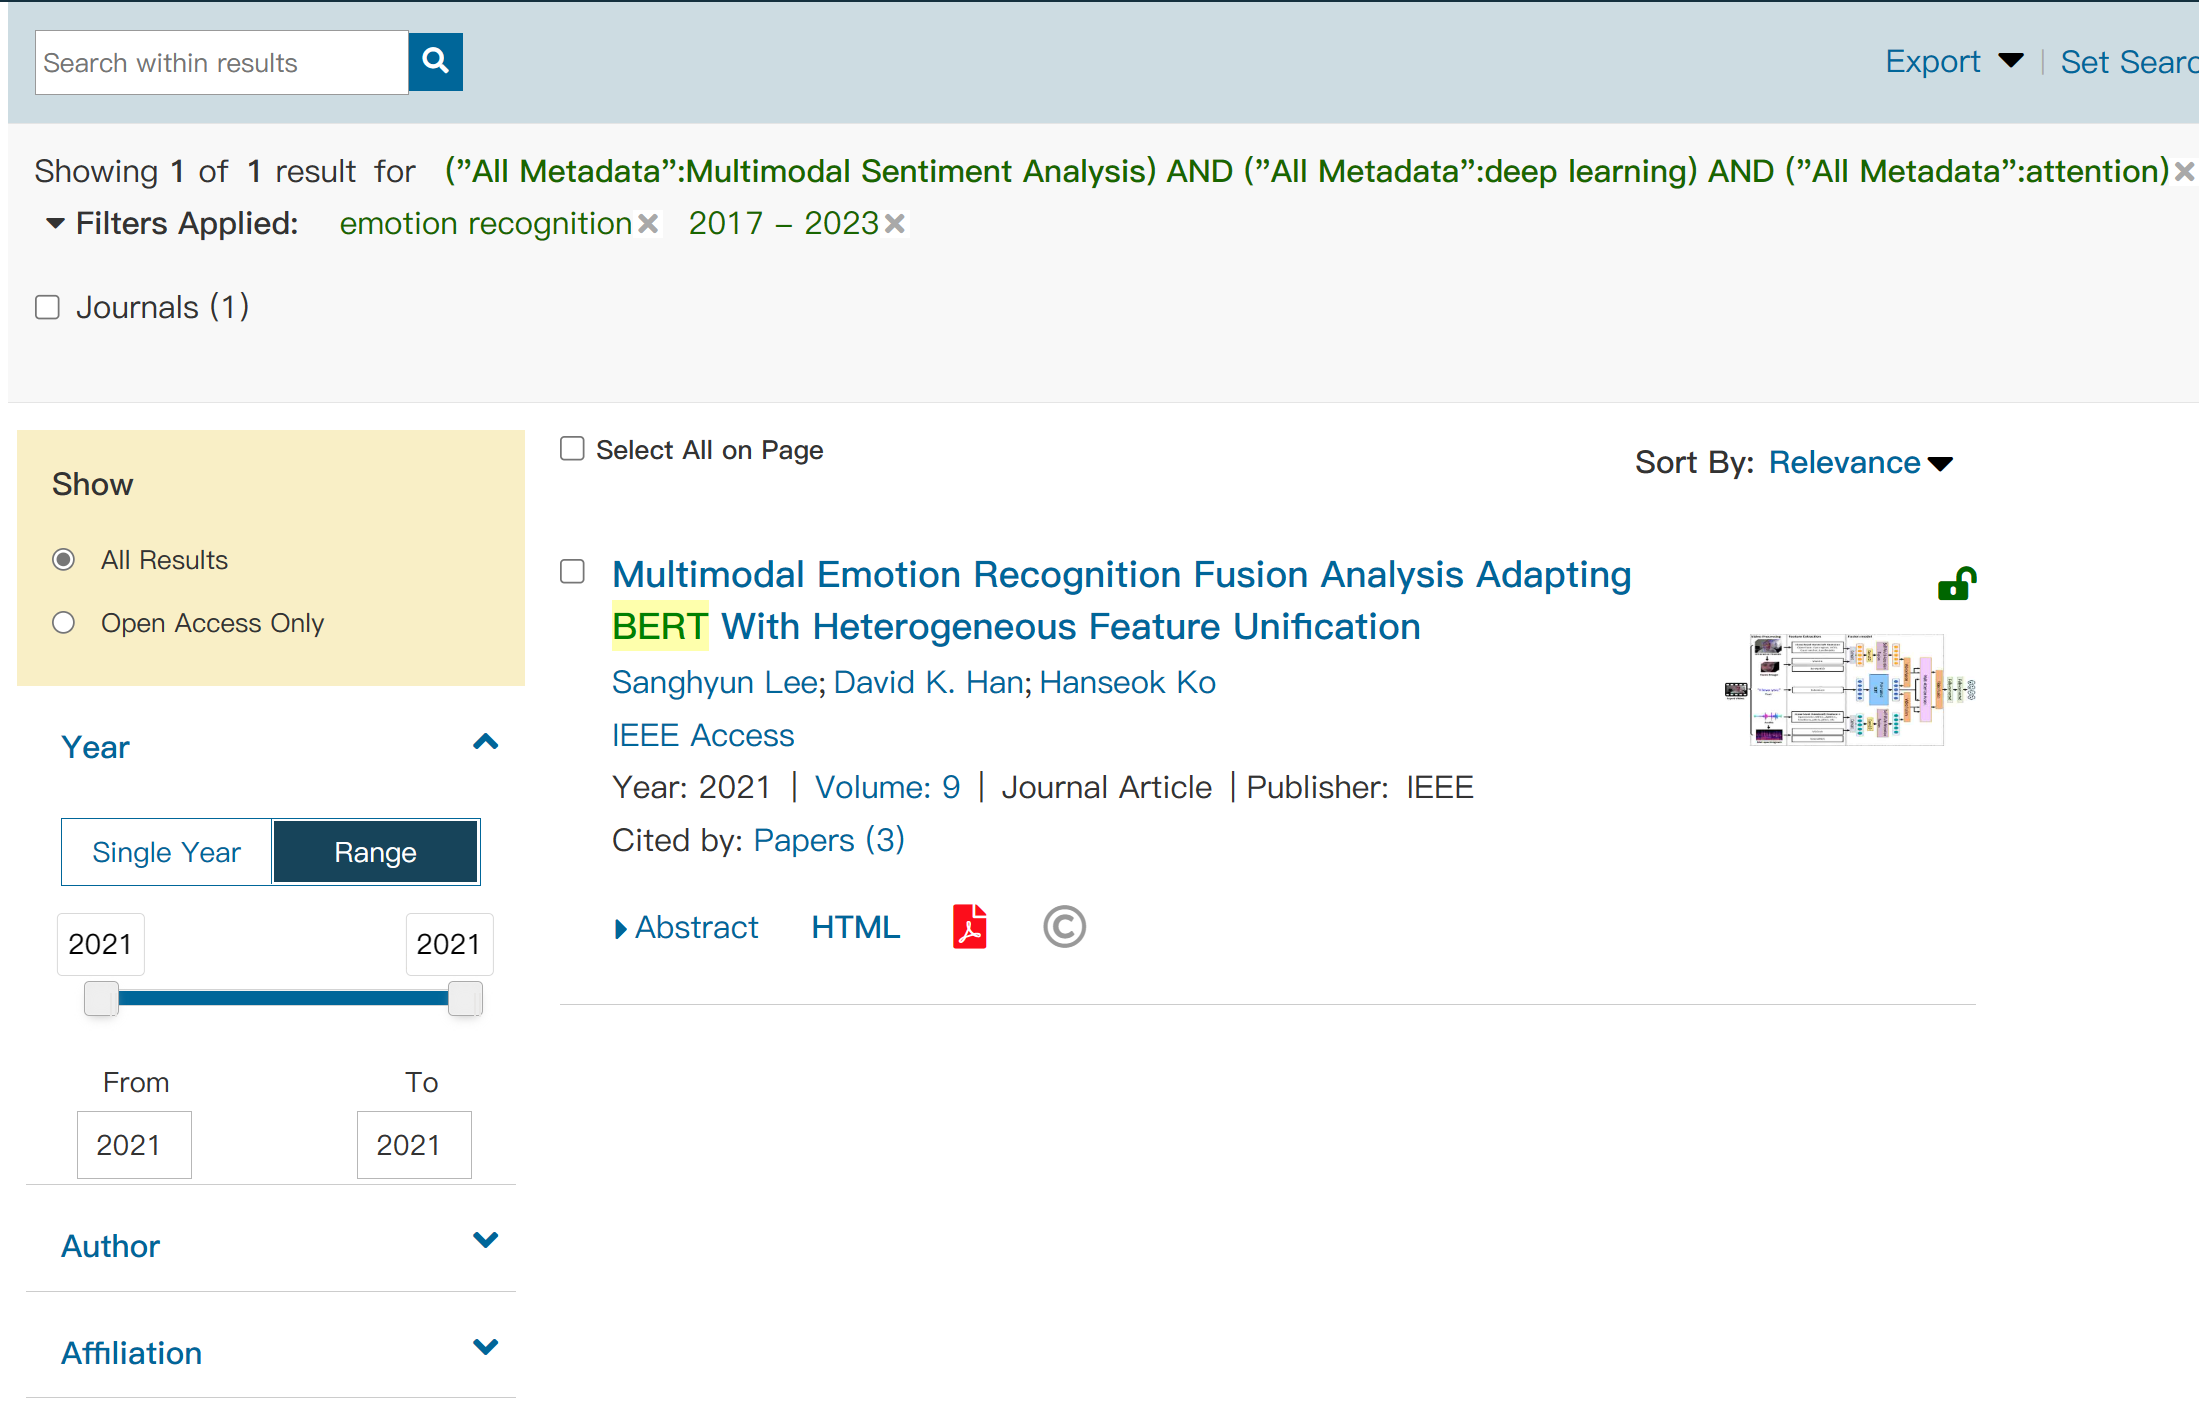 Search within results
Export | Set Searc
Showing 1 of 1 result for ("All Metadata":Multimodal Sentiment Analysis) AND ("All Metadata":deep learning) AND ("All Metadata":attention)
Filters Applied: emotion recognition 2017 – 2023
Journals (1)
Show
All Results
Open Access Only
Year
Single Year Range
2021 2021
From To
2021 2021
Author
Affiliation
Select All on Page
Sort By: Relevance
Multimodal Emotion Recognition Fusion Analysis Adapting
BERT With Heterogeneous Feature Unification
Sanghyun Lee; David K. Han; Hanseok Ko
IEEE Access
Year: 2021 | Volume: 9 | Journal Article | Publisher: IEEE
Cited by: Papers (3)
Abstract HTML ©